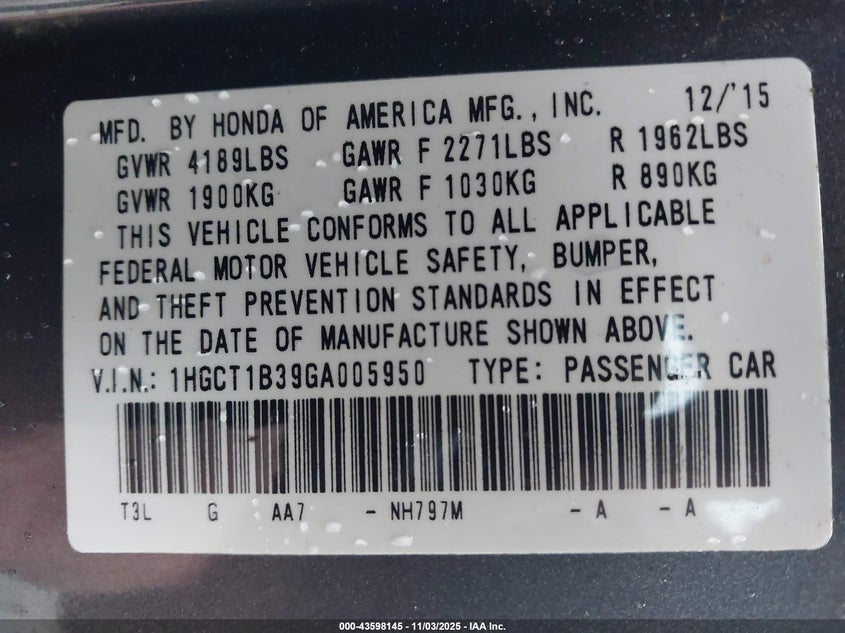 MFD. BY HONDA OF AMERICA MFG., INC. 12/'15
GVWR 4189LBS GAWR F 2271LBS R 1962LBS
GVWR 1900KG GAWR F 1030KG R 890KG
THIS VEHICLE CONFORMS TO ALL APPLICABLE
FEDERAL MOTOR VEHICLE SAFETY, BUMPER,
AND THEFT PREVENTION STANDARDS IN EFFECT
ON THE DATE OF MANUFACTURE SHOWN ABOVE.
V.I.N.: 1HGCT1B39GA005950 TYPE: PASSENGER CAR
T3L G AA7 - NH797M - A - A
000-43598145 - 11/03/2025 - IAA Inc.